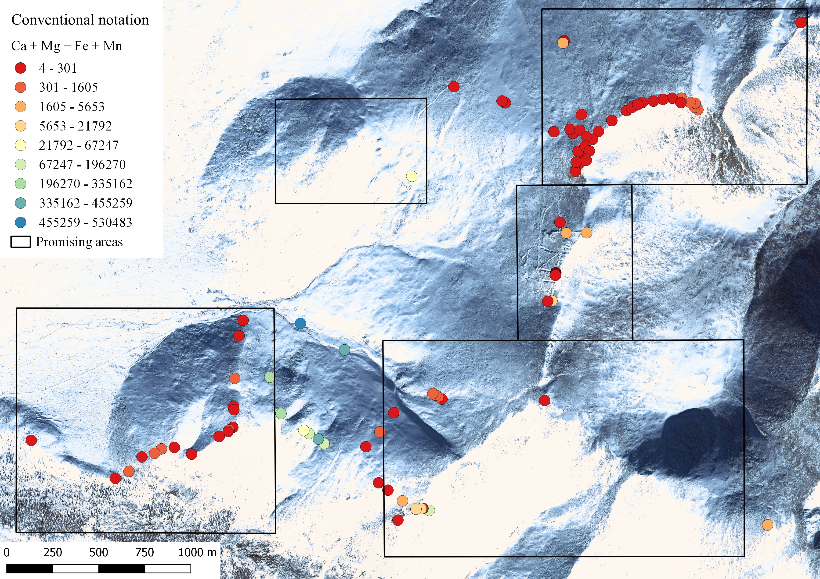 Conventional notation
Ca + Mg − Fe + Mn
4 - 301
301 - 1605
1605 - 5653
5653 - 21792
21792 - 67247
67247 - 196270
196270 - 335162
335162 - 455259
455259 - 530483
Promising areas
0 250 500 750 1000 m